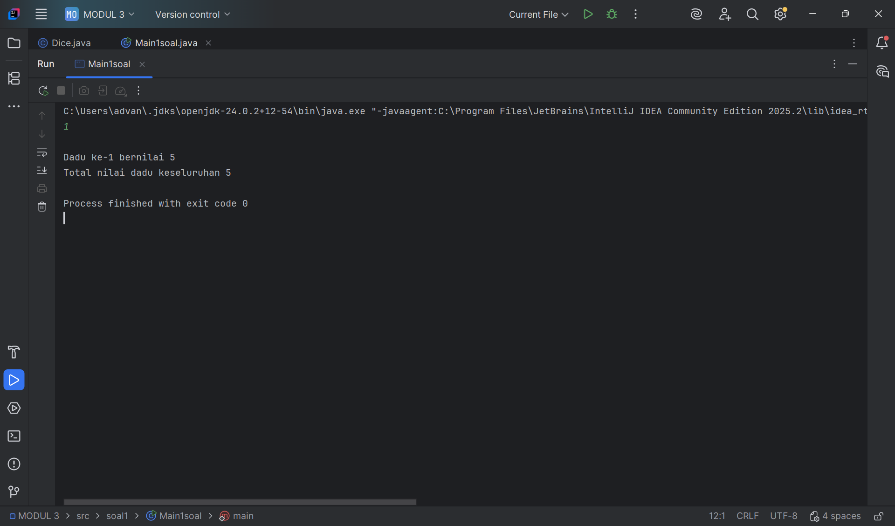 MO MODUL 3 Version control Current File
Dice.java Main1soal.java
Run Main1soal
C:\Users\advan\.jdks\openjdk-24.0.2+12-54\bin\java.exe "-javaagent:C:\Program Files\JetBrains\IntelliJ IDEA Community Edition 2025.2\lib\idea_rt
1
Dadu ke-1 bernilai 5
Total nilai dadu keseluruhan 5
Process finished with exit code 0
MODUL 3 > src > soal1 > Main1soal > main 12:1 CRLF UTF-8 4 spaces